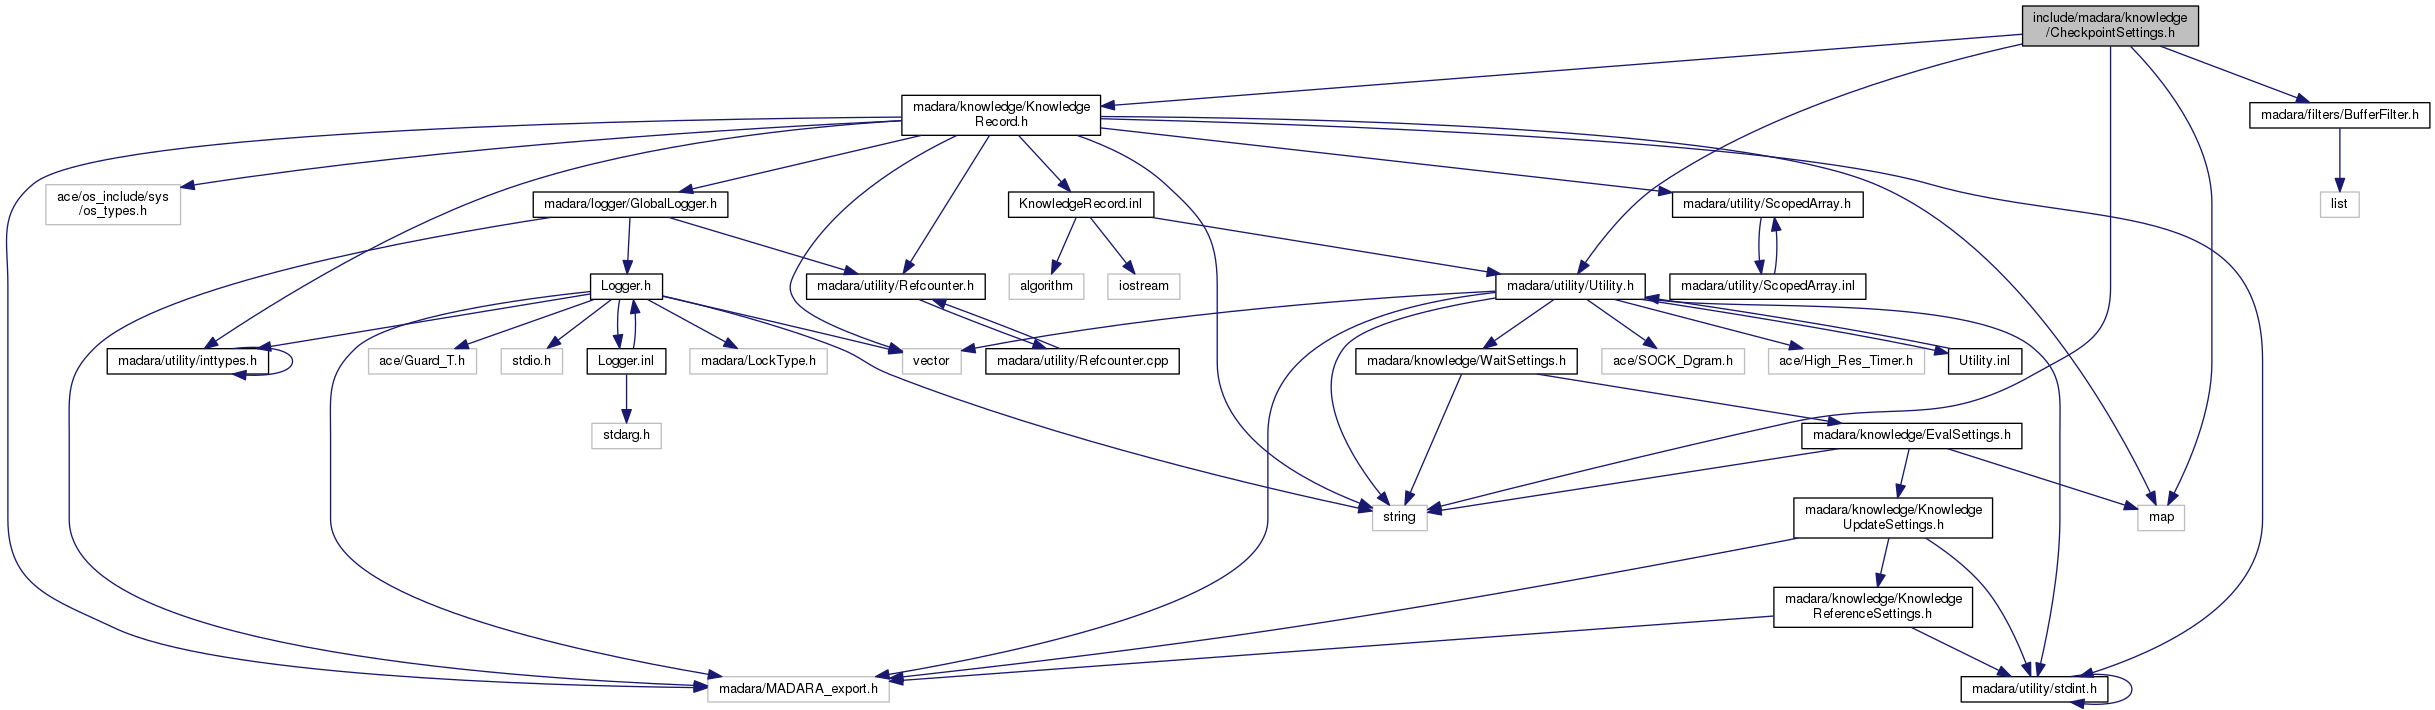 include/madara/knowledge
/CheckpointSettings.h
madara/knowledge/Knowledge
Record.h
madara/filters/BufferFilter.h
ace/os_include/sys
/os_types.h
madara/logger/GlobalLogger.h
KnowledgeRecord.inl
madara/utility/ScopedArray.h
list
Logger.h
madara/utility/Refcounter.h
algorithm
iostream
madara/utility/Utility.h
madara/utility/ScopedArray.inl
madara/utility/inttypes.h
ace/Guard_T.h
stdio.h
Logger.inl
madara/LockType.h
vector
madara/utility/Refcounter.cpp
madara/knowledge/WaitSettings.h
ace/SOCK_Dgram.h
ace/High_Res_Timer.h
Utility.inl
stdarg.h
madara/knowledge/EvalSettings.h
string
madara/knowledge/Knowledge
UpdateSettings.h
map
madara/knowledge/Knowledge
ReferenceSettings.h
madara/MADARA_export.h
madara/utility/stdint.h